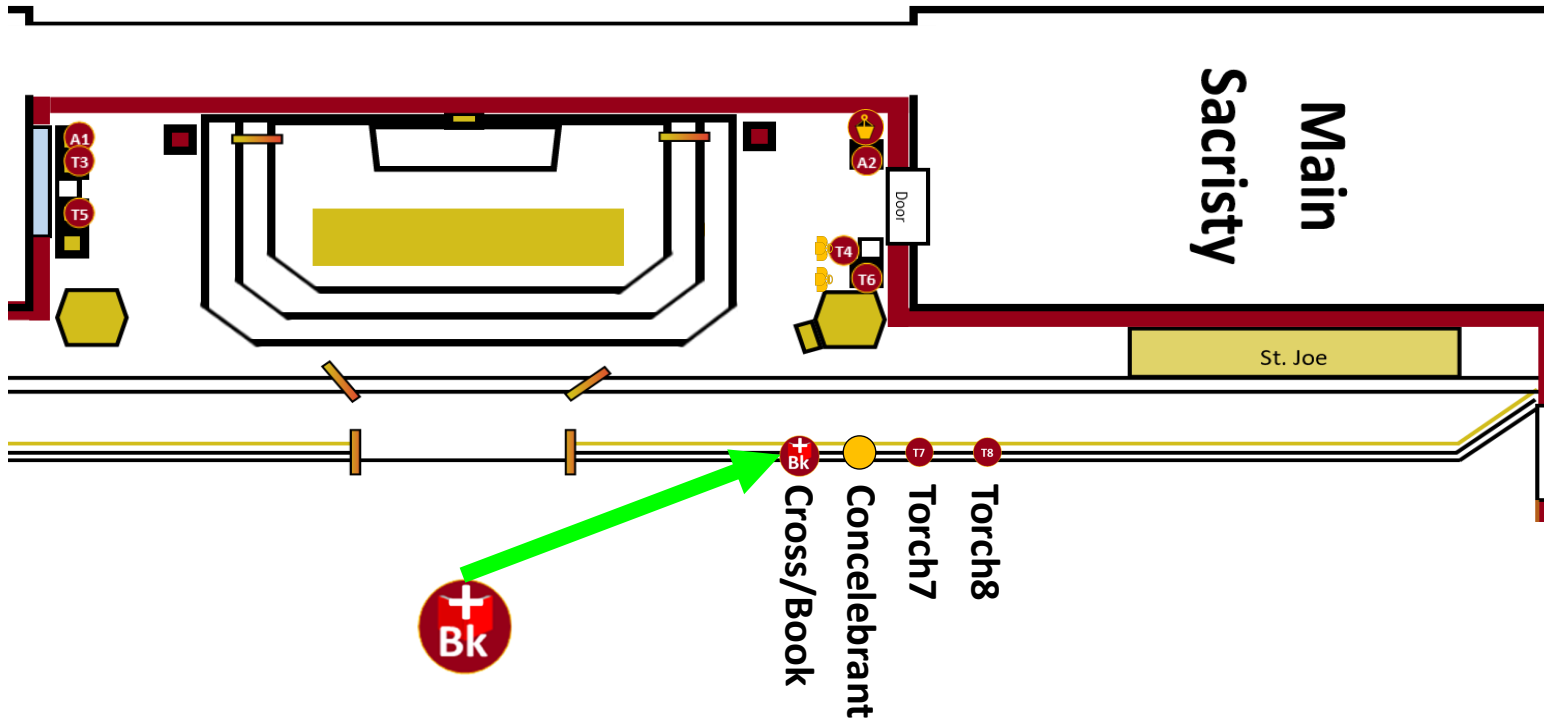 Main
Sacristy
A1
T3
T5
A2
Door
T4
T6
St. Joe
Bk
T7
T8
Cross/Book
Concelebrant
Torch7
Torch8
Bk